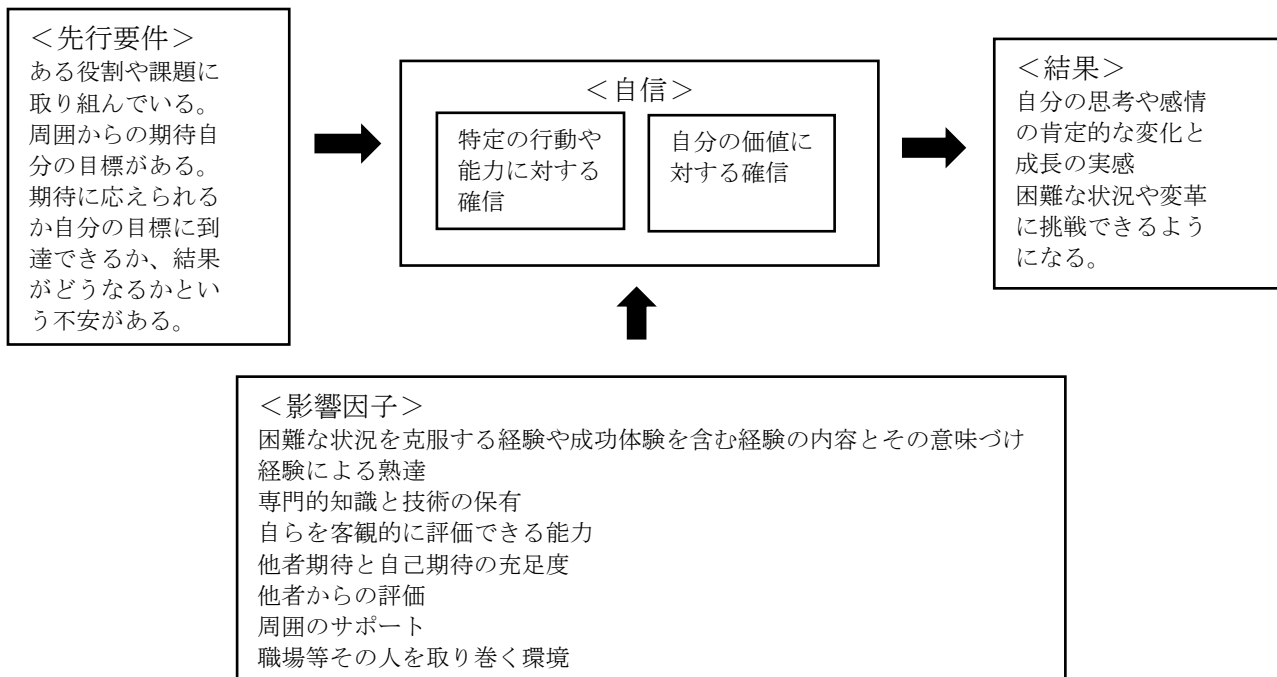 ＜先行要件＞
ある役割や課題に
取り組んでいる。
周囲からの期待自
分の目標がある。
期待に応えられる
か自分の目標に到
達できるか、結果
がどうなるかとい
う不安がある。
＜自信＞
特定の行動や
能力に対する
確信
自分の価値に
対する確信
＜結果＞
自分の思考や感情
の肯定的な変化と
成長の実感
困難な状況や変革
に挑戦できるよう
になる。
＜影響因子＞
困難な状況を克服する経験や成功体験を含む経験の内容とその意味づけ
経験による熟達
専門的知識と技術の保有
自らを客観的に評価できる能力
他者期待と自己期待の充足度
他者からの評価
周囲のサポート
職場等その人を取り巻く環境